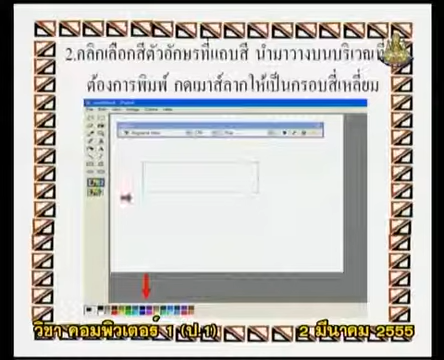 2.คลิกเลือกสีตัวอักษรที่แถบสี นำมาวางบนบริเวณที่
ต้องการพิมพ์ กดเมาส์ลากให้เป็นกรอบสี่เหลี่ยม
วิชา คอมพิวเตอร์ 1 (ป.1)
2 มีนาคม 2555